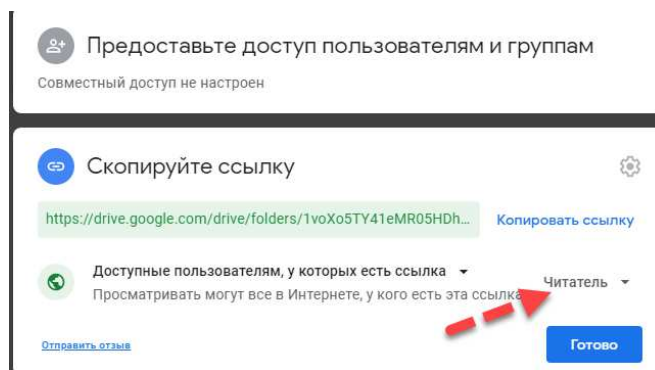 Предоставьте доступ пользователям и группам
Совместный доступ не настроен
Скопируйте ссылку
https://drive.google.com/drive/folders/1voXo5TY41eMR05HDh...
Копировать ссылку
Доступные пользователям, у которых есть ссылка
Читатель
Просматривать могут все в Интернете, у кого есть эта ссылка
Отправить отзыв
Готово